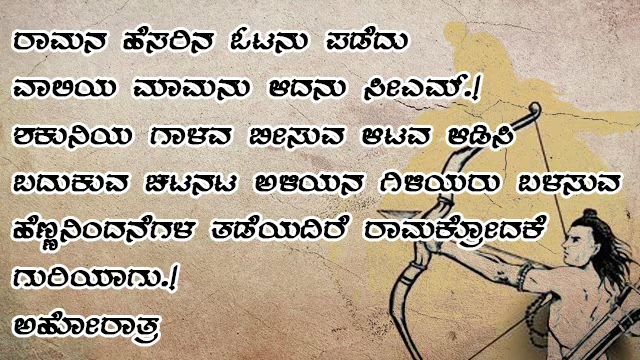 ರಾಮನ ಹೆಸರಿನ ಓಟನು ಪಡೆದು
ವಾಲಿಯ ಮಾಮನು ಆದನು ಸೀಎಮ್.!
ಶಕುನಿಯ ಗಾಳವ ಬೀಸುವ ಆಟವ ಆಡಿಸಿ
ಬದುಕುವ ಚಟನಟ ಅಳಿಯನ ಗಿಳಿಯರು ಬಳಸುವ
ಹೆಣ್ಣನಿಂದನೆಗಳ ತಡೆಯದಿರೆ ರಾಮಕ್ರೋದಕೆ
ಗುರಿಯಾಗು.!
ಅಹೋರಾತ್ರ